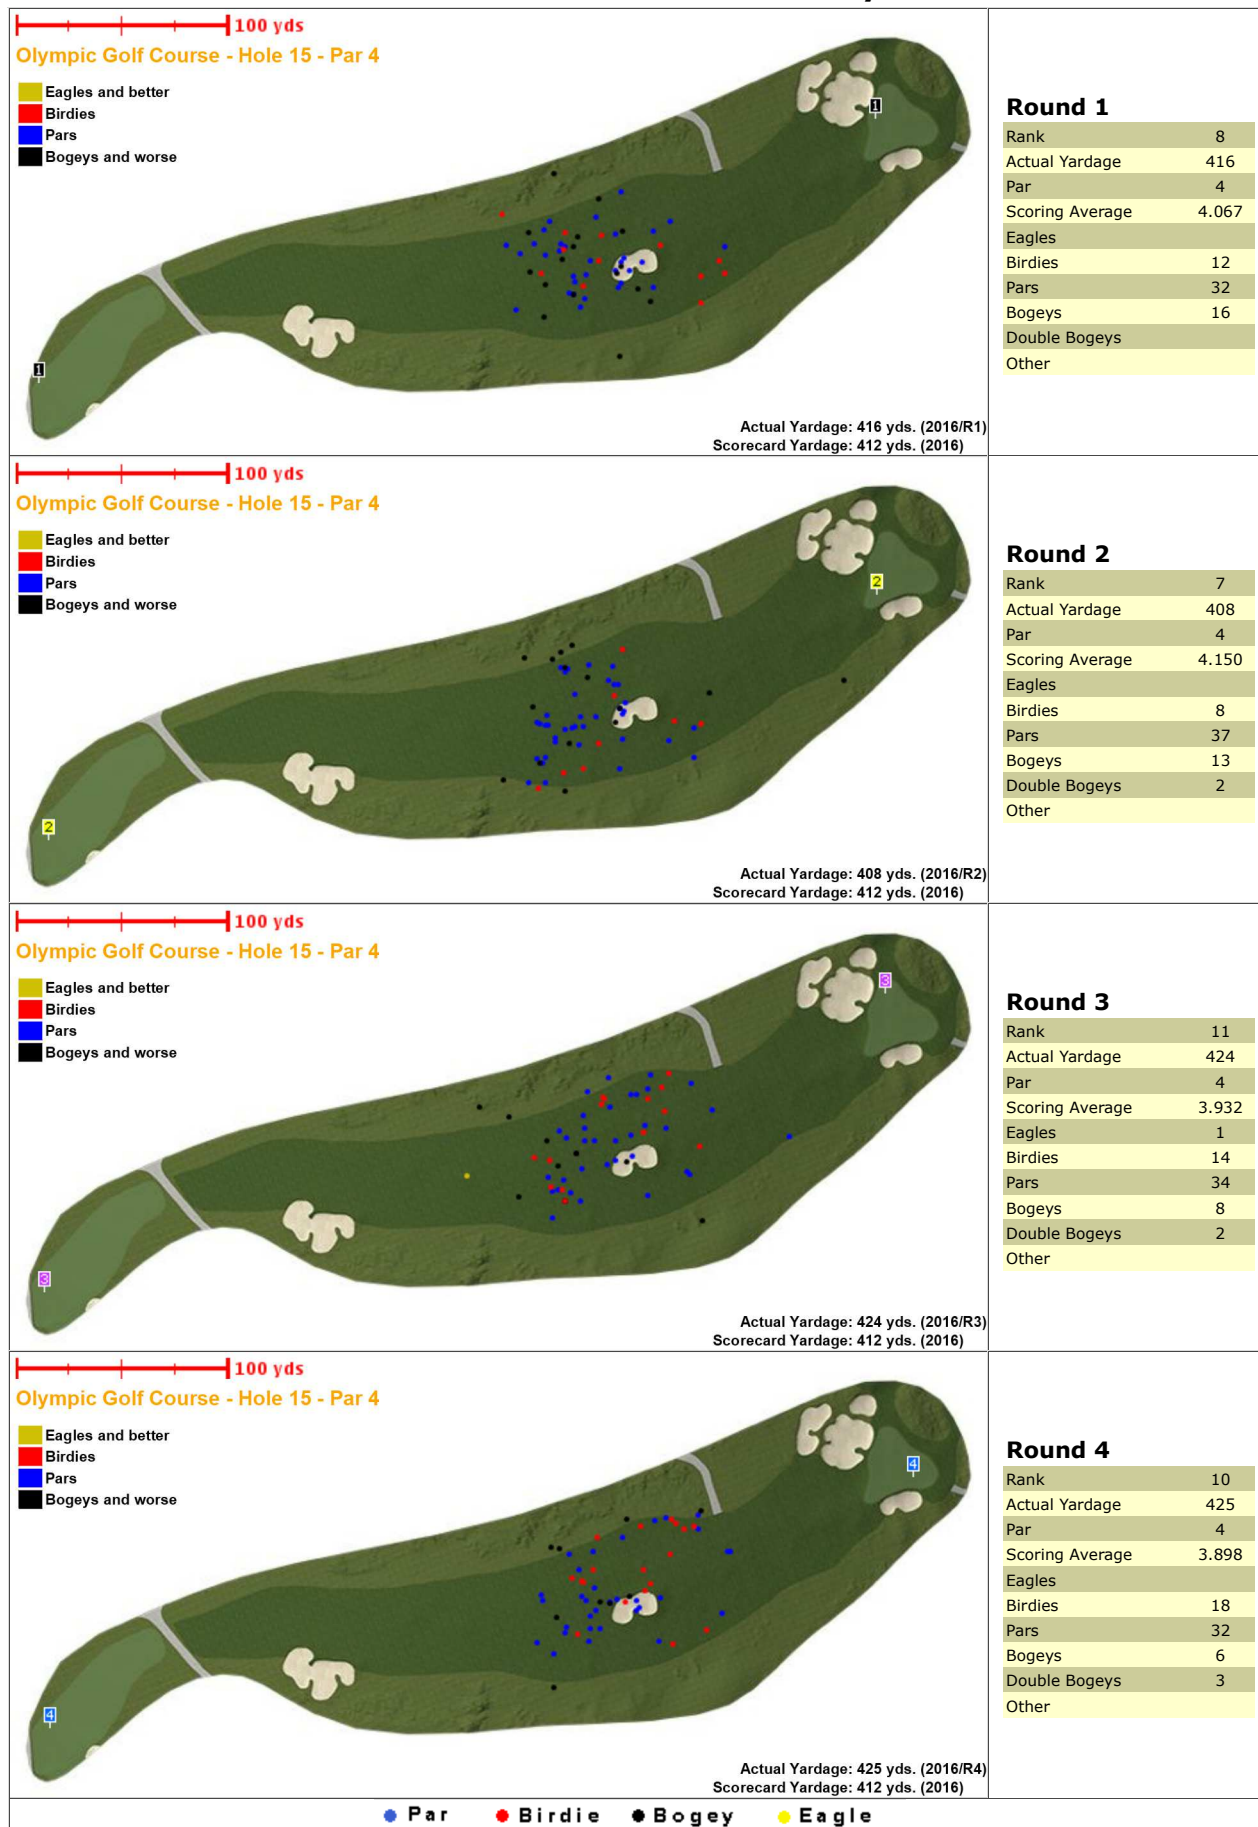 100 yds
Olympic Golf Course - Hole 15 - Par 4
Eagles and better
Birdies
Pars
Bogeys and worse
1
1
Actual Yardage: 416 yds. (2016/R1)
Scorecard Yardage: 412 yds. (2016)
Round 1
Rank 8
Actual Yardage 416
Par 4
Scoring Average 4.067
Eagles
Birdies 12
Pars 32
Bogeys 16
Double Bogeys
Other
100 yds
Olympic Golf Course - Hole 15 - Par 4
Eagles and better
Birdies
Pars
Bogeys and worse
2
2
Actual Yardage: 408 yds. (2016/R2)
Scorecard Yardage: 412 yds. (2016)
Round 2
Rank 7
Actual Yardage 408
Par 4
Scoring Average 4.150
Eagles
Birdies 8
Pars 37
Bogeys 13
Double Bogeys 2
Other
100 yds
Olympic Golf Course - Hole 15 - Par 4
Eagles and better
Birdies
Pars
Bogeys and worse
3
3
Actual Yardage: 424 yds. (2016/R3)
Scorecard Yardage: 412 yds. (2016)
Round 3
Rank 11
Actual Yardage 424
Par 4
Scoring Average 3.932
Eagles 1
Birdies 14
Pars 34
Bogeys 8
Double Bogeys 2
Other
100 yds
Olympic Golf Course - Hole 15 - Par 4
Eagles and better
Birdies
Pars
Bogeys and worse
4
4
Actual Yardage: 425 yds. (2016/R4)
Scorecard Yardage: 412 yds. (2016)
Round 4
Rank 10
Actual Yardage 425
Par 4
Scoring Average 3.898
Eagles
Birdies 18
Pars 32
Bogeys 6
Double Bogeys 3
Other
Par Birdie Bogey Eagle